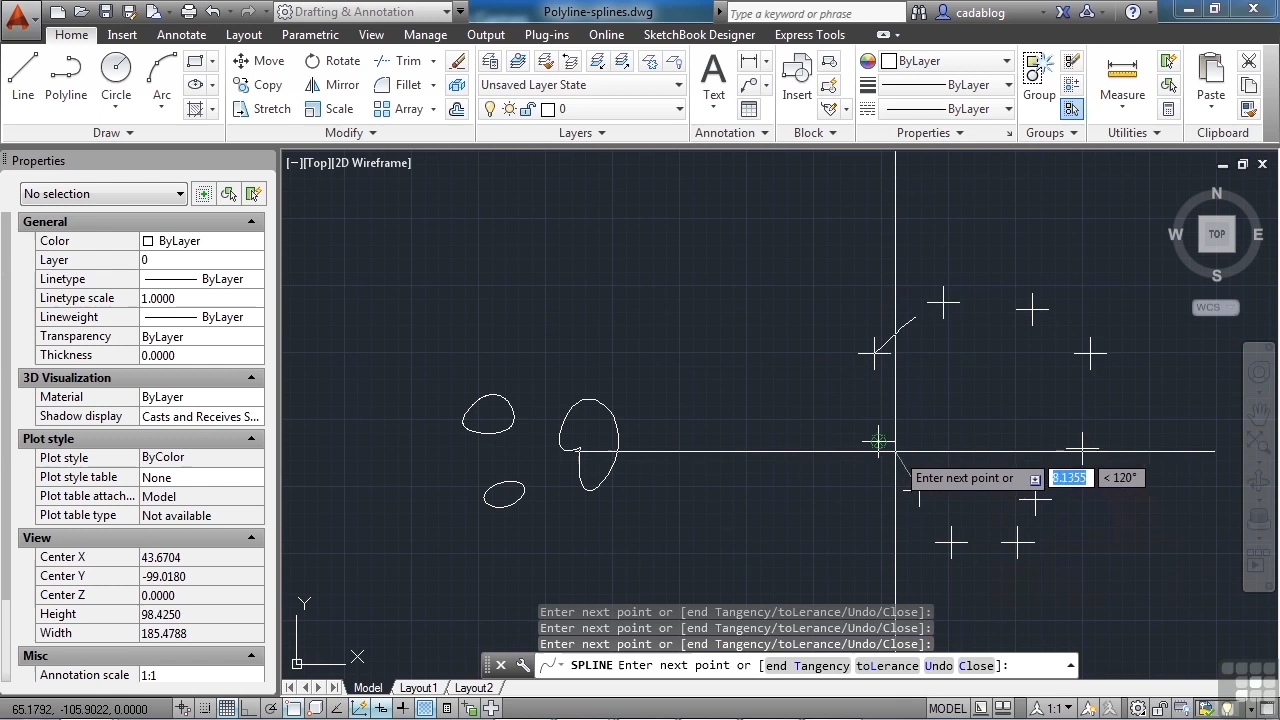 Drafting & Annotation
Polyline-splines.dwg
Type a keyword or phrase
cadablog
Home Insert Annotate Layout Parametric View Manage Output Plug-ins Online SketchBook Designer Express Tools
Line
Polyline
Circle
Arc
Move Rotate Trim
Copy Mirror Fillet
Stretch Scale Array
Unsaved Layer State
0
Text
Insert
ByLayer
ByLayer
ByLayer
Group
Measure
Paste
Draw Modify Layers Annotation Block Properties Groups Utilities Clipboard
Properties
No selection
General
Color ByLayer
Layer 0
Linetype ByLayer
Linetype scale 1.0000
Lineweight ByLayer
Transparency ByLayer
Thickness 0.0000
3D Visualization
Material ByLayer
Shadow display Casts and Receives S...
Plot style
Plot style ByColor
Plot style table None
Plot table attach... Model
Plot table type Not available
View
Center X 43.6704
Center Y -99.0180
Center Z 0.0000
Height 98.4250
Width 185.4788
Misc
Annotation scale 1:1
[−][Top][2D Wireframe]
N
W TOP E
S
WCS
Enter next point or 8.1355 < 120°
Y
X
Enter next point or [end Tangency/toLerance/Undo/Close]:
Enter next point or [end Tangency/toLerance/Undo/Close]:
Enter next point or [end Tangency/toLerance/Undo/Close]:
SPLINE Enter next point or [end Tangency toLerance Undo Close]:
Model Layout1 Layout2
65.1792, -105.9022, 0.0000
MODEL
1:1